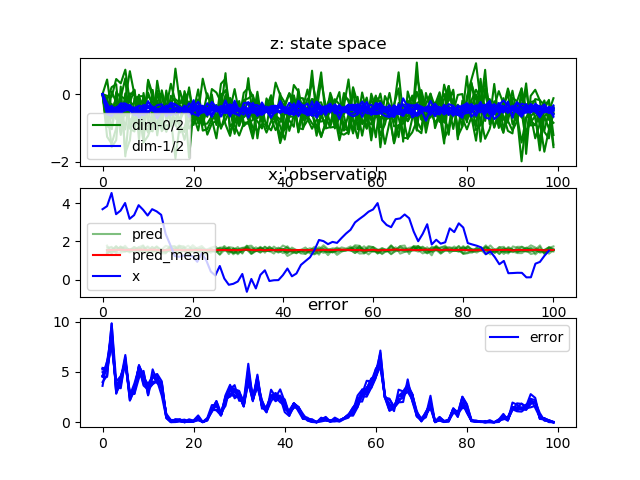 z: state space
0
−2
dim-0/2
dim-1/2
0 20 40 60 80 100
x: observation
4
2
0
pred
pred_mean
x
0 20 40 60 80 100
error
10
5
0
error
0 20 40 60 80 100